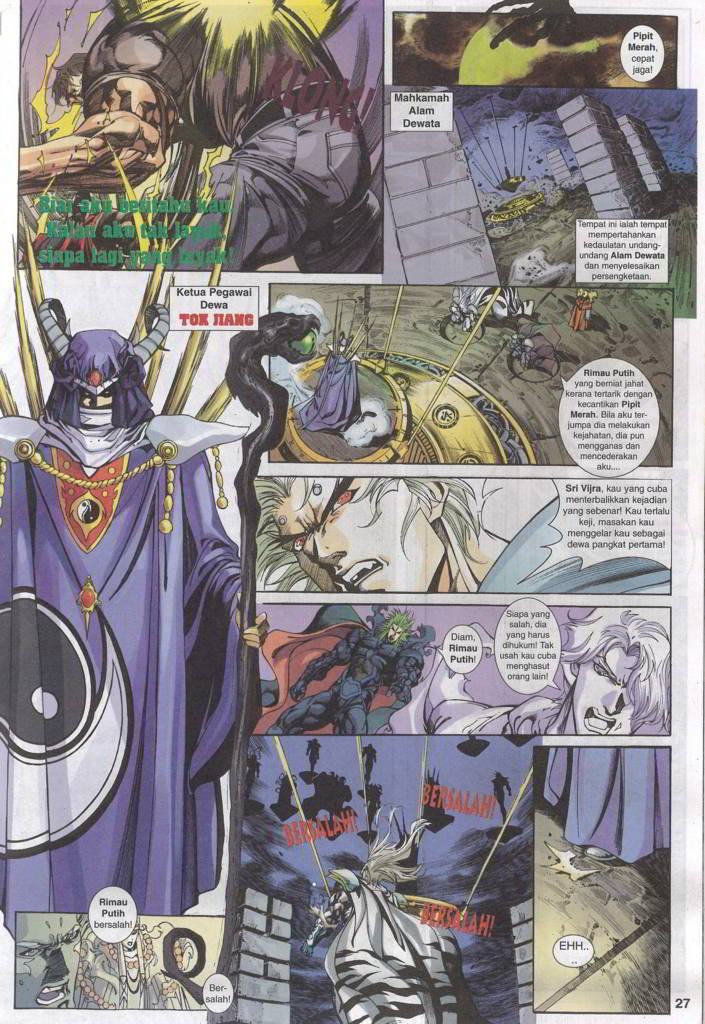 KLONG!
Biar aku beritahu kau
Kalau aku tak layak,
siapa lagi yang layak!
Pipit
Merah,
cepat
jaga!
Mahkamah
Alam
Dewata
Tempat ini ialah tempat
mempertahankan
kedaulatan undang-
undang Alam Dewata
dan menyelesaikan
persengketaan.
Ketua Pegawai
Dewa
TOK JIANG
Rimau Putih
yang berniat jahat
kerana tertarik dengan
kecantikan Pipit
Merah. Bila aku ter-
jumpa dia melakukan
kejahatan, dia pun
mengganas dan
mencederakan
aku....
Sri Vijra, kau yang cuba
menterbalikkan kejadian
yang sebenar! Kau terlalu
keji, masakan kau
menggelar kau sebagai
dewa pangkat pertama!
Diam,
Rimau
Putih!
Siapa yang
salah, dia
yang harus
dihukum! Tak
usah kau cuba
menghasut
orang lain!
BERSALAH!
BERSALAH!
BERSALAH!
Rimau
Putih
bersalah!
Ber-
salah!
EHH..
..
27